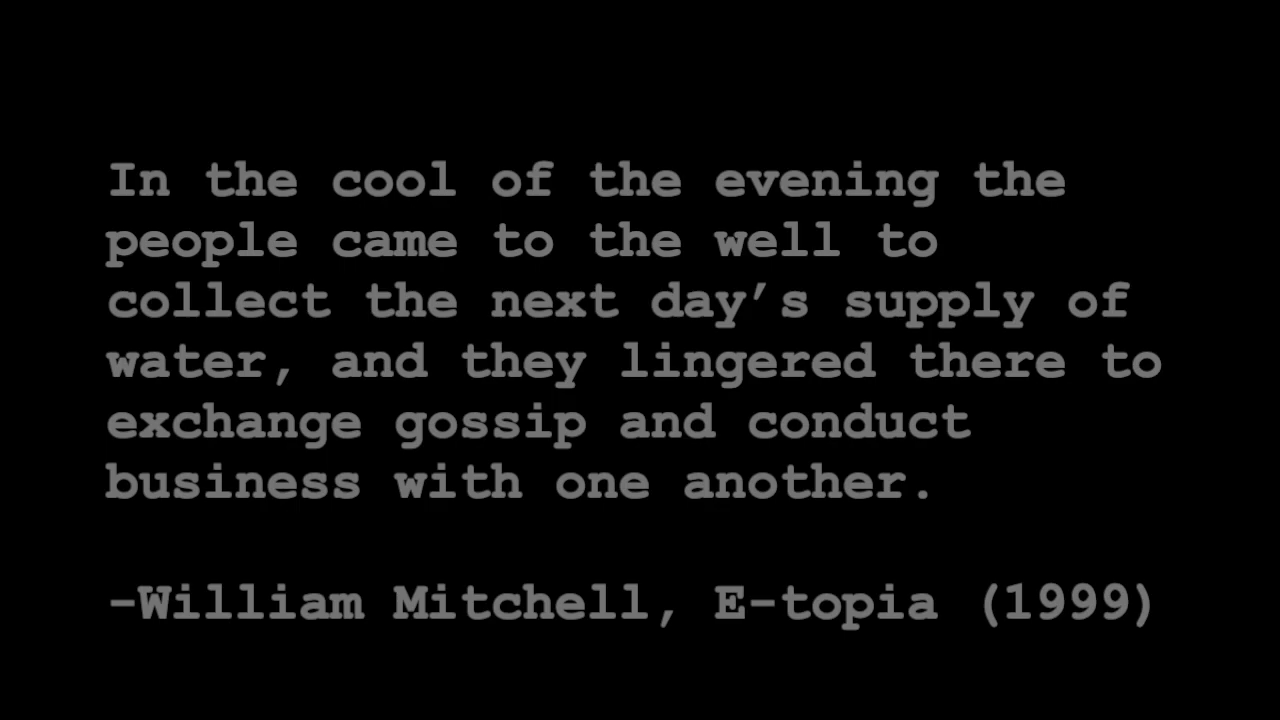 In the cool of the evening the
people came to the well to
collect the next day’s supply of
water, and they lingered there to
exchange gossip and conduct
business with one another.
-William Mitchell, E-topia (1999)